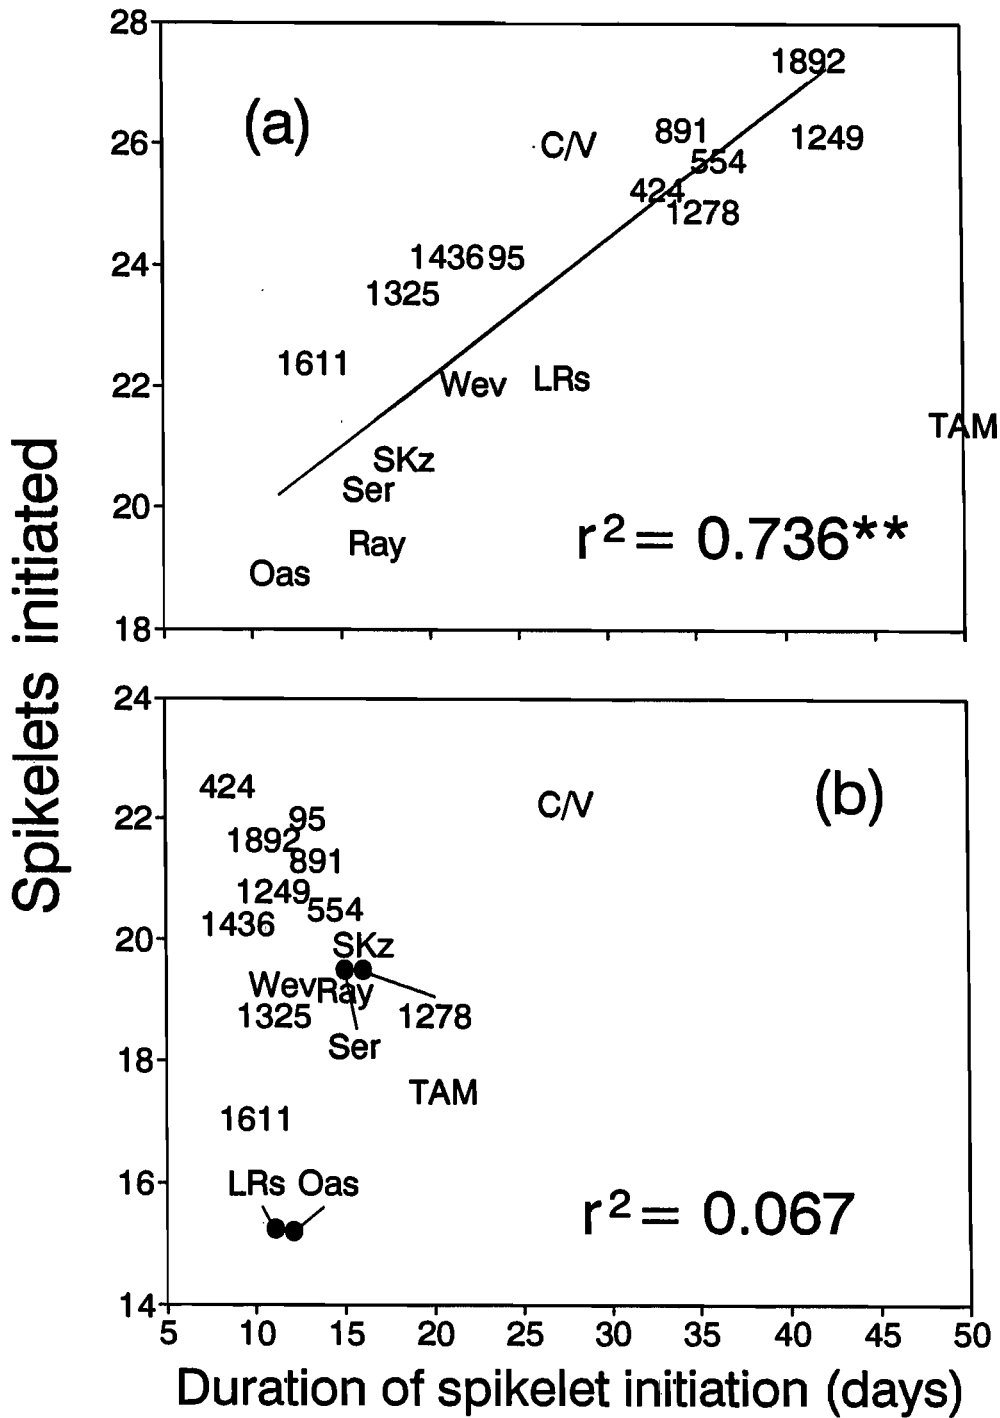 Spikelets initiated
28
26
24
22
20
18
(a)
1892
891
1249
C/V
554
424
1278
1436 95
1325
1611
Wev LRs
TAM
SKz
Ser
Ray
Oas
r² = 0.736**
24
22
20
18
16
14
(b)
424
C/V
95
1892
891
1249
554
1436
SKz
Wev Ray
1325 1278
Ser
TAM
1611
LRs Oas
r² = 0.067
5 10 15 20 25 30 35 40 45 50
Duration of spikelet initiation (days)